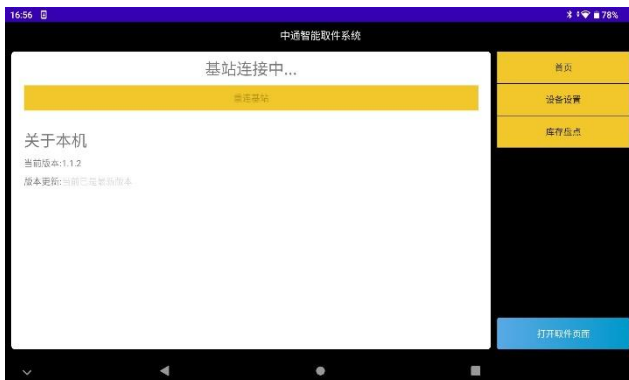 16:56
78%
中通智能取件系统
基站连接中...
重连基站
关于本机
当前版本:1.1.2
版本更新:当前已是最新版本
首页
设备设置
库存盘点
打开取件页面